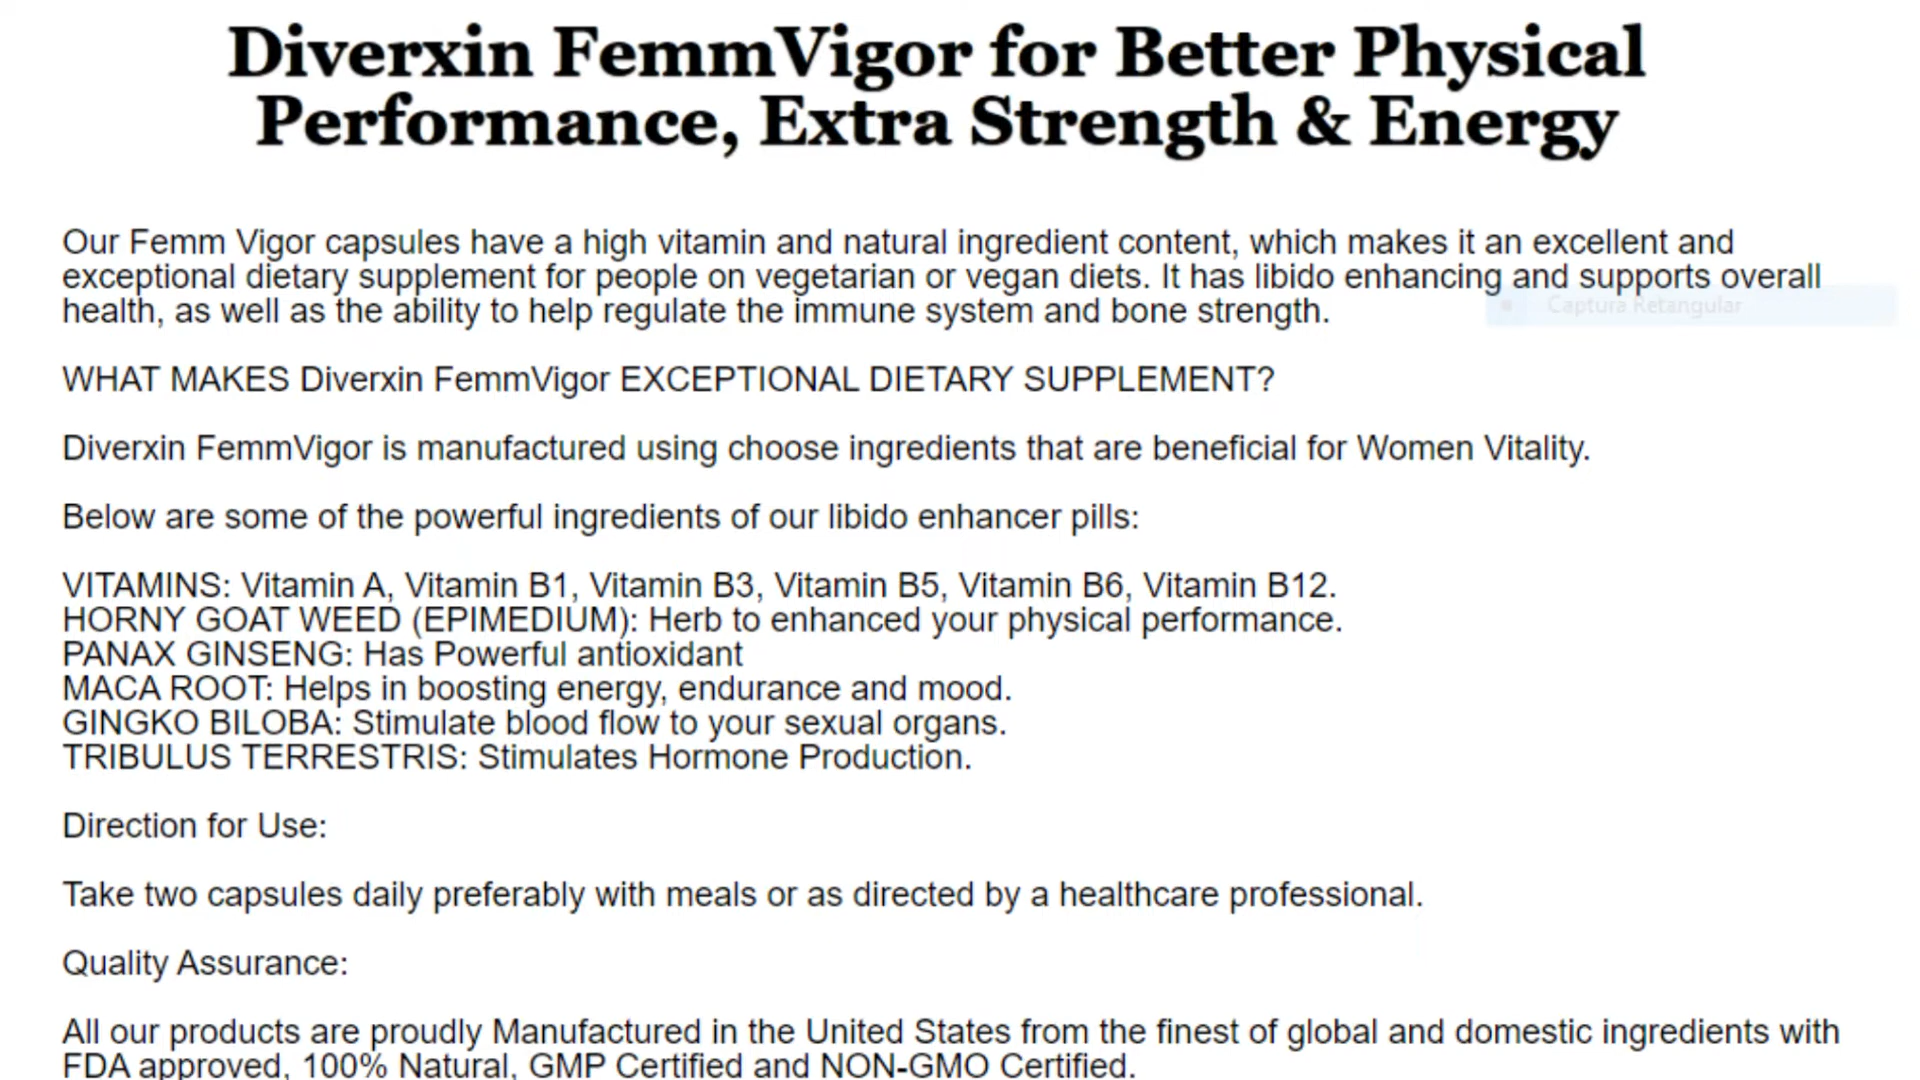 Diverxin FemmVigor for Better Physical
Performance, Extra Strength & Energy
Our Femm Vigor capsules have a high vitamin and natural ingredient content, which makes it an excellent and
exceptional dietary supplement for people on vegetarian or vegan diets. It has libido enhancing and supports overall
health, as well as the ability to help regulate the immune system and bone strength.
Captura Retangular
WHAT MAKES Diverxin FemmVigor EXCEPTIONAL DIETARY SUPPLEMENT?
Diverxin FemmVigor is manufactured using choose ingredients that are beneficial for Women Vitality.
Below are some of the powerful ingredients of our libido enhancer pills:
VITAMINS: Vitamin A, Vitamin B1, Vitamin B3, Vitamin B5, Vitamin B6, Vitamin B12.
HORNY GOAT WEED (EPIMEDIUM): Herb to enhanced your physical performance.
PANAX GINSENG: Has Powerful antioxidant
MACA ROOT: Helps in boosting energy, endurance and mood.
GINGKO BILOBA: Stimulate blood flow to your sexual organs.
TRIBULUS TERRESTRIS: Stimulates Hormone Production.
Direction for Use:
Take two capsules daily preferably with meals or as directed by a healthcare professional.
Quality Assurance:
All our products are proudly Manufactured in the United States from the finest of global and domestic ingredients with
FDA approved, 100% Natural, GMP Certified and NON-GMO Certified.